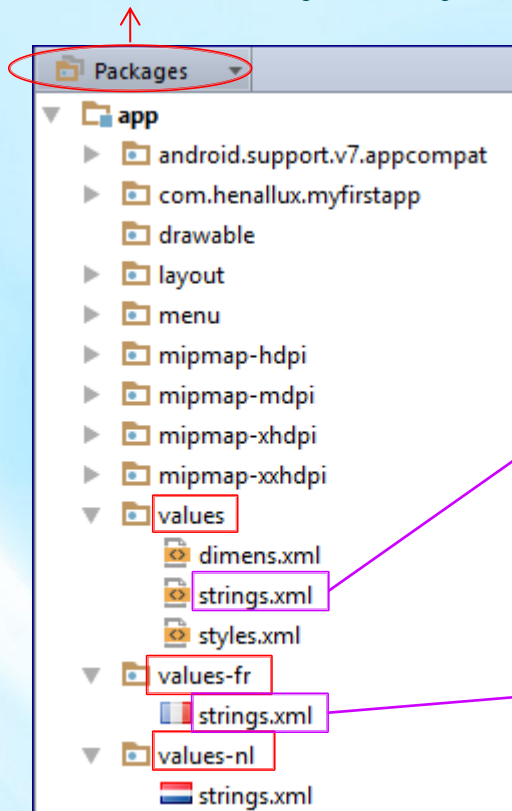 Packages
app
android.support.v7.appcompat
com.henallux.myfirstapp
drawable
layout
menu
mipmap-hdpi
mipmap-mdpi
mipmap-xhdpi
mipmap-xxhdpi
values
dimens.xml
strings.xml
styles.xml
values-fr
strings.xml
values-nl
strings.xml